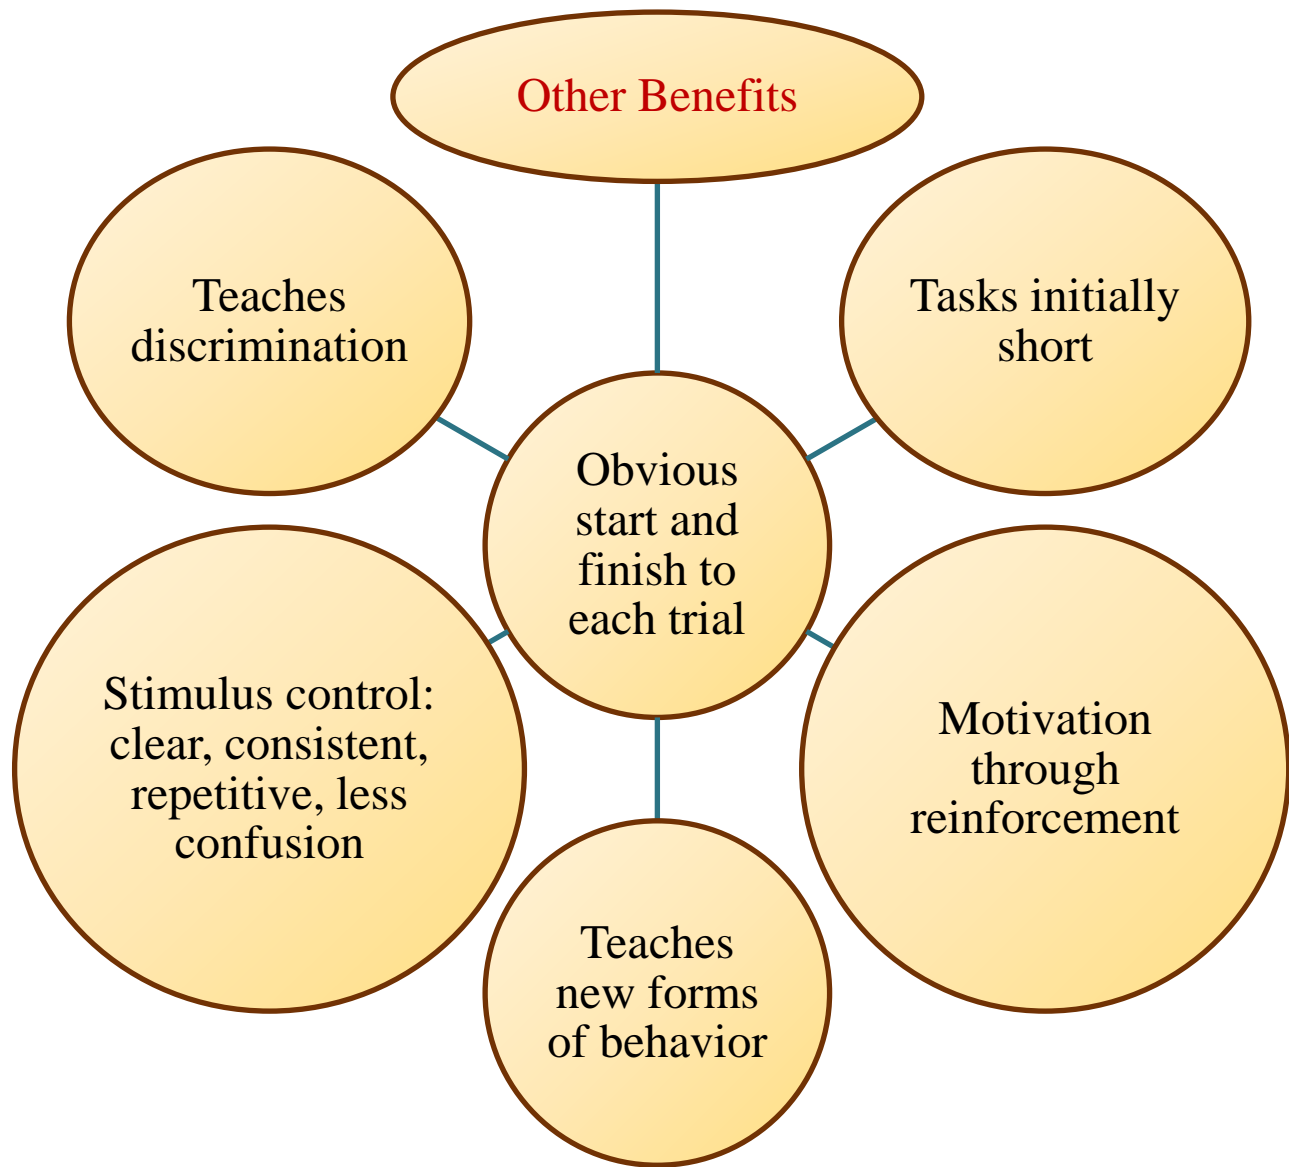 Other Benefits
Teaches
discrimination
Tasks initially
short
Obvious
start and
finish to
each trial
Stimulus control:
clear, consistent,
repetitive, less
confusion
Motivation
through
reinforcement
Teaches
new forms
of behavior